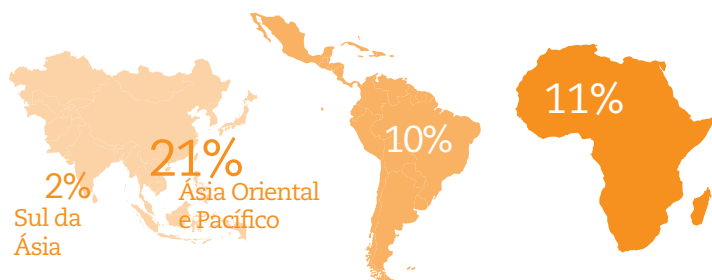 2%
Sul da
Ásia
21%
Ásia Oriental
e Pacífico
10%
11%